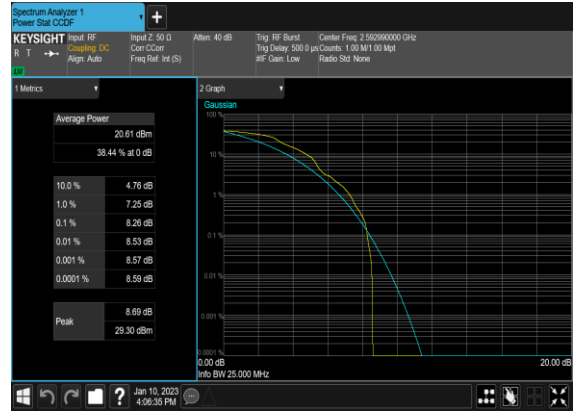 Spectrum Analyzer 1
Power Stat CCDF
KEYSIGHT
R T
LXI
Input: RF
Coupling: DC
Align: Auto
Input Z: 50 Ω
Corr CCorr
Freq Ref: Int (S)
Atten: 40 dB
Trig: RF Burst
Trig Delay: 500.0 µs
#IF Gain: Low
Center Freq: 2.592990000 GHz
Counts: 1.00 M/1.00 Mpt
Radio Std: None
1 Metrics
Average Power
20.61 dBm
38.44 % at 0 dB
10.0 % 4.76 dB
1.0 % 7.25 dB
0.1 % 8.26 dB
0.01 % 8.53 dB
0.001 % 8.57 dB
0.0001 % 8.59 dB
Peak
8.69 dB
29.30 dBm
2 Graph
Gaussian
100 %
10 %
1 %
0.1 %
0.01 %
0.001 %
0.0001 %
0.00 dB 20.00 dB
Info BW 25.000 MHz
?
Jan 10, 2023
4:06:35 PM